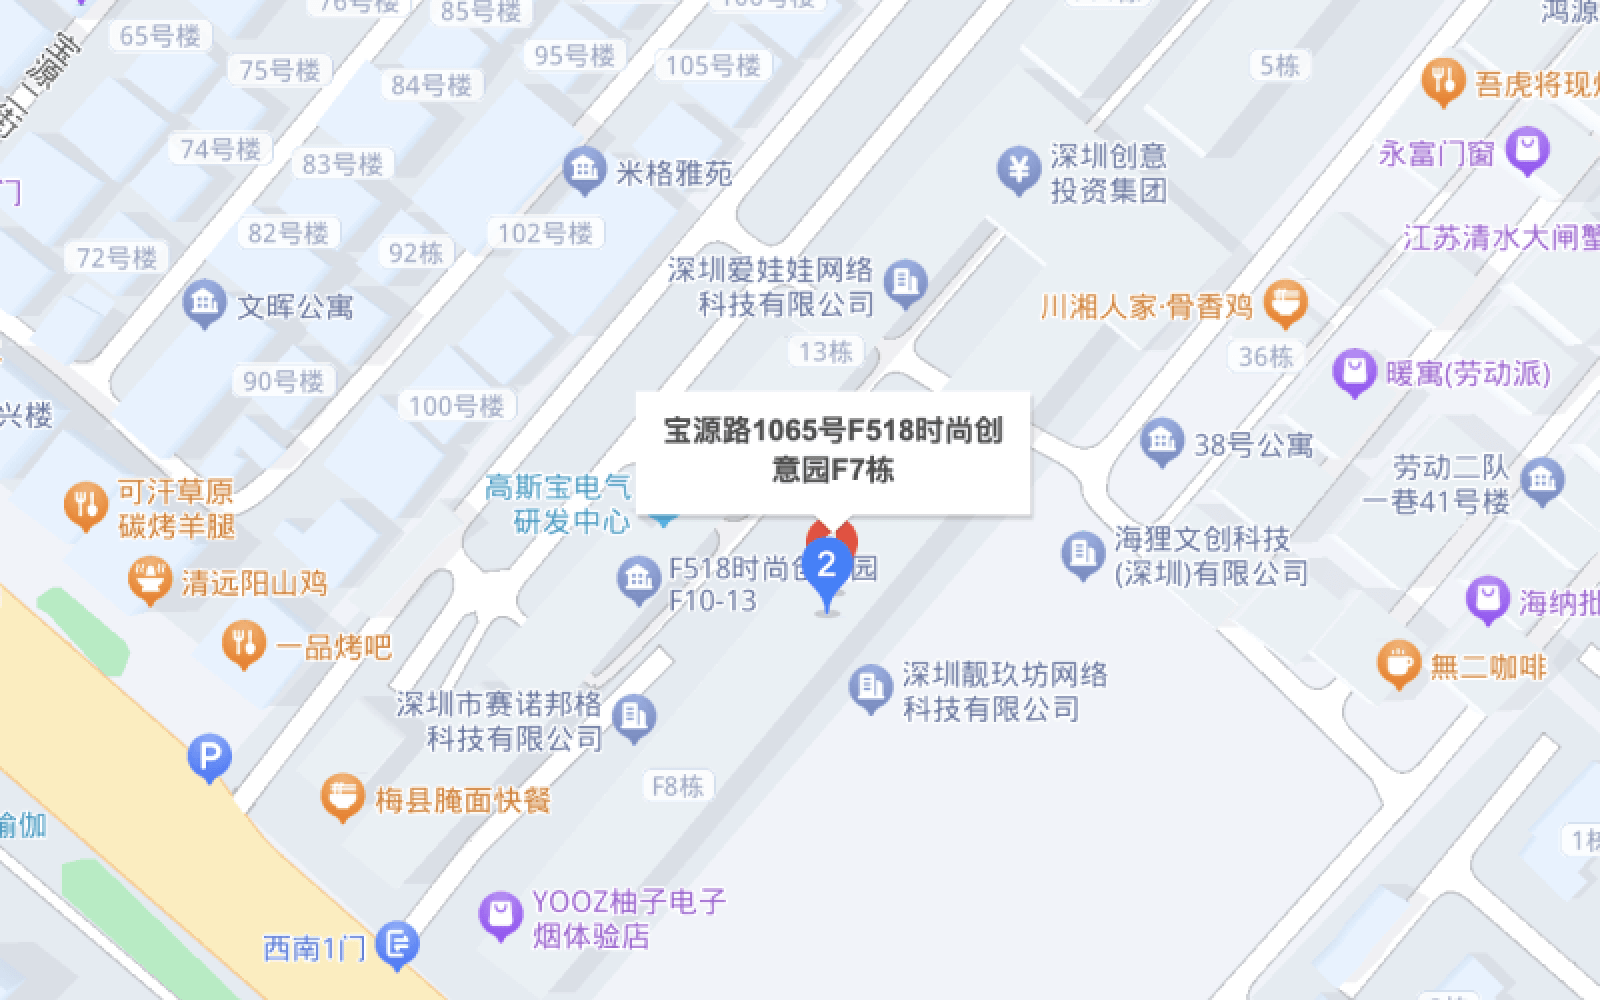 76号楼
85号楼
65号楼
95号楼
105号楼
75号楼
84号楼
5栋
吾虎将现
宝源二街
74号楼
83号楼
米格雅苑
深圳创意
投资集团
永富门窗
门
82号楼
92栋
102号楼
72号楼
江苏清水大闸蟹
深圳爱娃娃网络
科技有限公司
文晖公寓
川湘人家·骨香鸡
13栋
36栋
90号楼
暖寓(劳动派)
100号楼
兴楼
宝源路1065号F518时尚创
意园F7栋
38号公寓
劳动二队
一巷41号楼
可汗草原
碳烤羊腿
高斯宝电气
研发中心
海狸文创科技
(深圳)有限公司
F518时尚创 园
F10-13
2
清远阳山鸡
海纳批
一品烤吧
無二咖啡
深圳靓玖坊网络
科技有限公司
深圳市赛诺邦格
科技有限公司
P
F8栋
梅县腌面快餐
瑜伽
1栋
YOOZ柚子电子
烟体验店
西南1门
鸿源